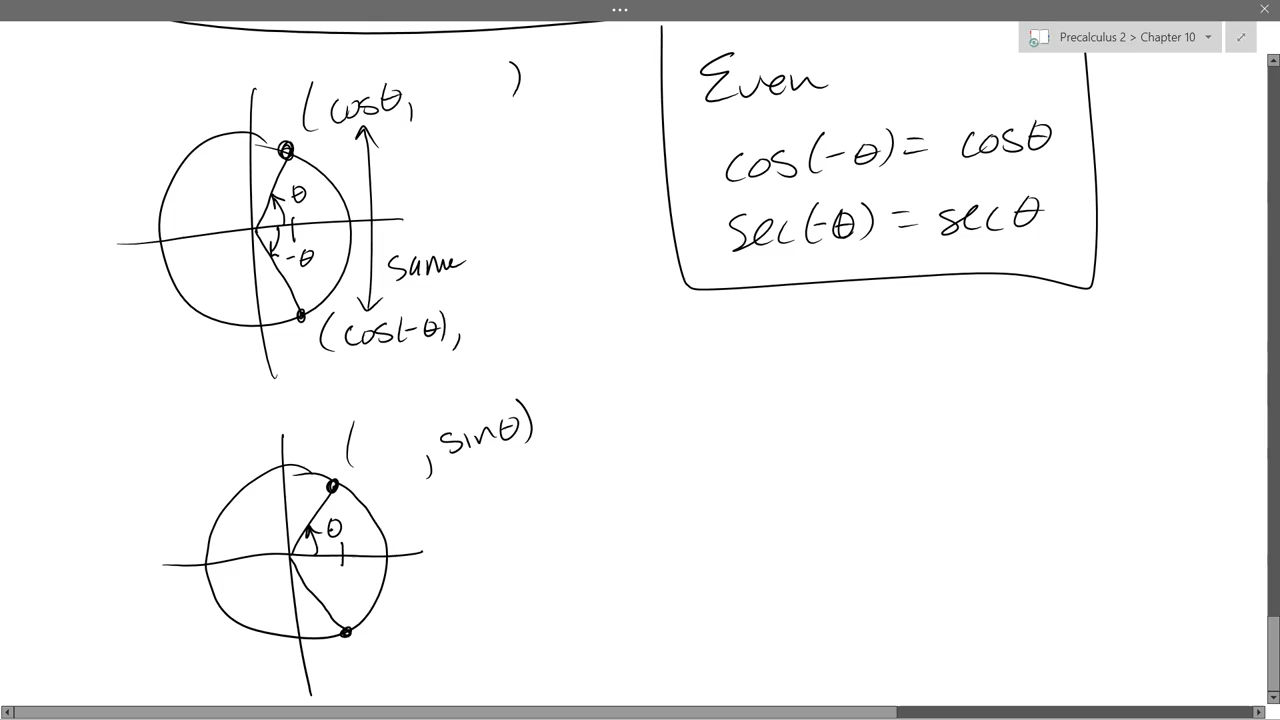 Precalculus 2 > Chapter 10
(cosθ, )
θ
-θ
same
(cos(-θ),
Even
cos(-θ) = cosθ
sec(-θ) = secθ
( , sinθ)
θ